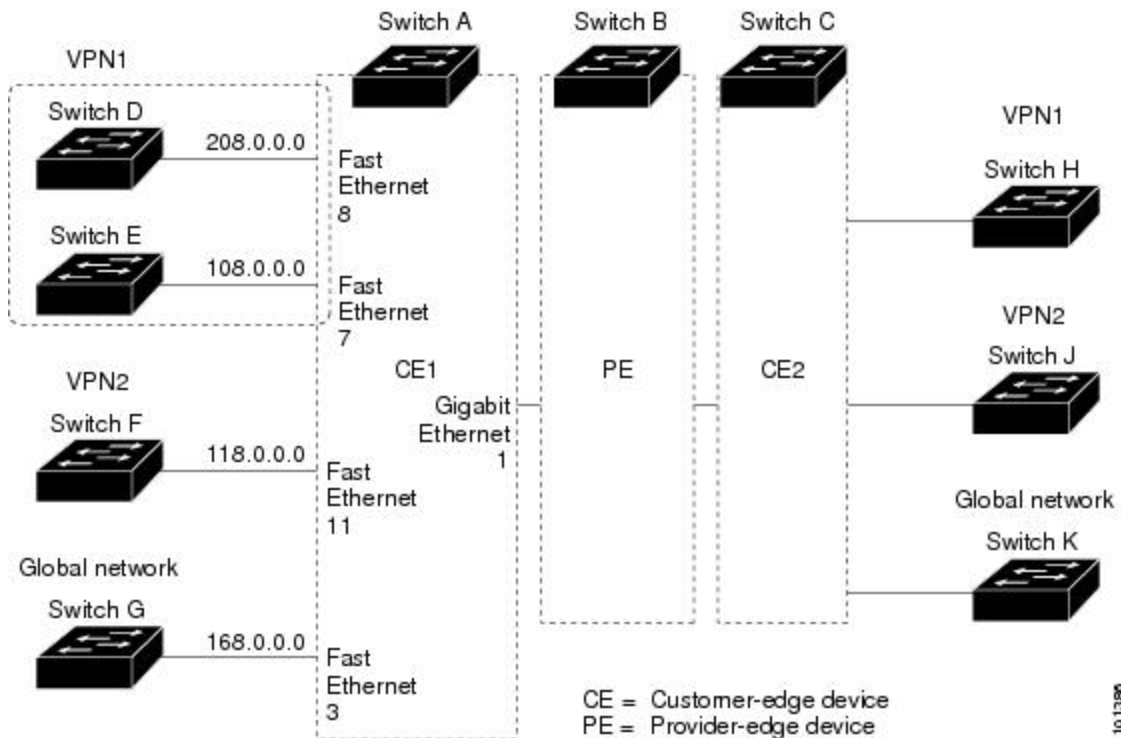 Switch A
Switch B
Switch C
VPN1
Switch D
208.0.0.0
Fast
Ethernet
8
Switch E
108.0.0.0
Fast
Ethernet
7
VPN2
Switch F
118.0.0.0
Fast
Ethernet
11
Global network
Switch G
168.0.0.0
Fast
Ethernet
3
CE1
Gigabit
Ethernet
1
PE
CE2
VPN1
Switch H
VPN2
Switch J
Global network
Switch K
CE = Customer-edge device
PE = Provider-edge device
101386